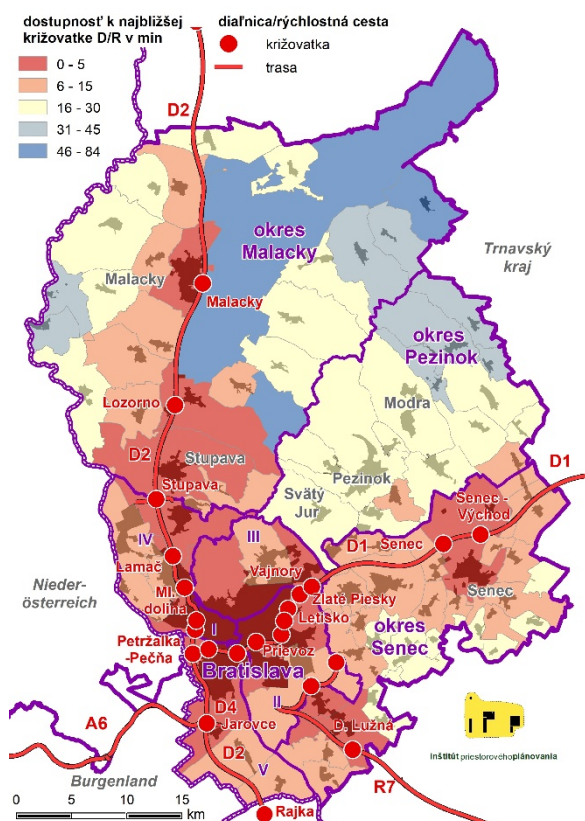 dostupnosť k najbližšej
križovatke D/R v min
0 - 5
6 - 15
16 - 30
31 - 45
46 - 84
diaľnica/rýchlostná cesta
križovatka
trasa
D2
okres
Malacky
Trnavský
kraj
Malacky
Malacky
okres
Pezinok
Lozorno
Modra
D2
Stupava
Stupava
Pezinok
Svätý
Jur
D1
Senec -
Východ
IV
III
D1
Senec
Lamač
Vajnory
Senec
Nieder-
österreich
Ml.
dolina
Zlaté Piesky
Letisko
okres
Senec
I
Petržalka
-Pečňa
Prievoz
Bratislava
II
D4
A6
Jarovce
D. Lužná
inštitút priestorového plánovania
D2
V
Burgenland
R7
Rajka
0 5 10 15
km